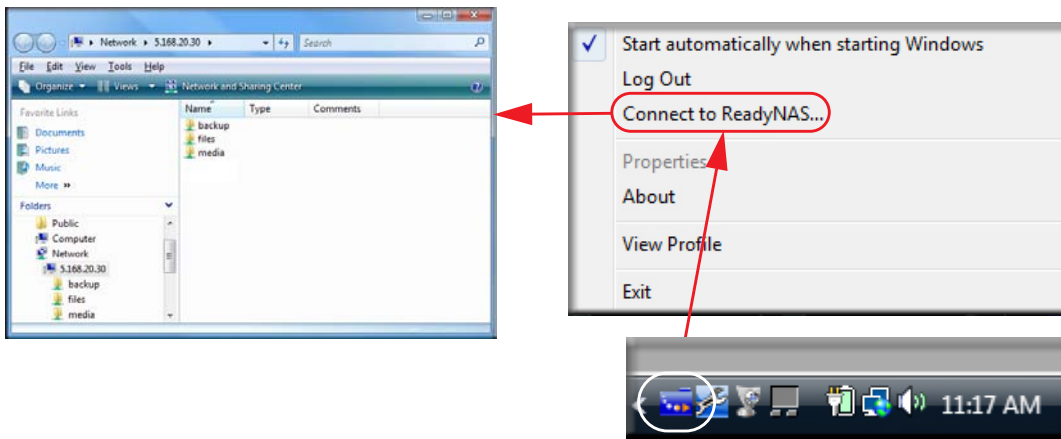 Network 5.168.20.30 Search
File Edit View Tools Help
Organize Views Network and Sharing Center
Favorite Links
Documents
Pictures
Music
More »
Folders
Public
Computer
Network
5.168.20.30
backup
files
media
Name Type Comments
backup
files
media
Start automatically when starting Windows
Log Out
Connect to ReadyNAS...
Properties
About
View Profile
Exit
11:17 AM